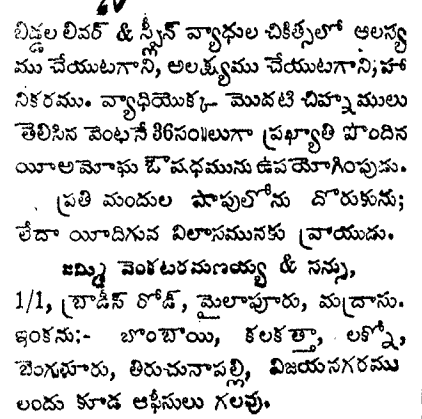 బిడ్డల లివర్ & స్ప్లీన్ వ్యాధుల చికిత్సలో ఆలస్య
ము చేయుటగాని, అలక్ష్యము చేయుటగాని; హా
నికరము. వ్యాధియొక్క మొదటి చిహ్నములు
తెలిసిన వెంటనే 36సం॥లుగా ప్రఖ్యాతి పొందిన
యీ అమోఘ ఔషధమును ఉపయోగింపుడు.
ప్రతి మందుల షాపులోను దొరుకును;
లేదా యీదిగువ విలాసమునకు వ్రాయుడు.
జమ్మి వెంకటరమణయ్య & సన్సు,
1/1, బ్రాడీస్ రోడ్, మైలాపూరు, మద్రాసు.
ఇంకను:- బొంబాయి, కలకత్తా, లక్నో,
బెంగుళూరు, తిరుచునాపల్లి, విజయనగరము
లందు కూడ ఆఫీసులు గలవు.